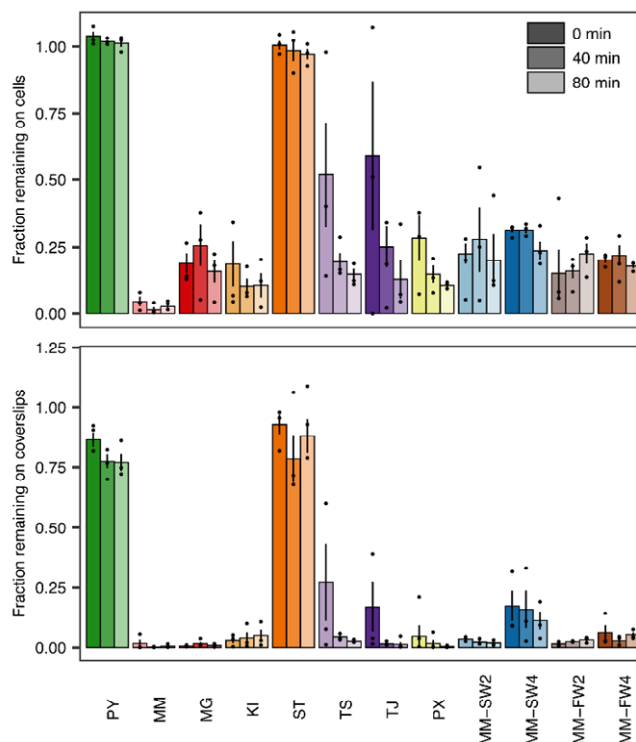 Fraction remaining on cells
1.00
0.75
0.50
0.25
0.00
0 min
40 min
80 min
Fraction remaining on coverslips
1.25
1.00
0.75
0.50
0.25
0.00
PY
MM
MG
KI
ST
TS
TJ
PX
MM-SW2
MM-SW4
MM-FW2
MM-FW4